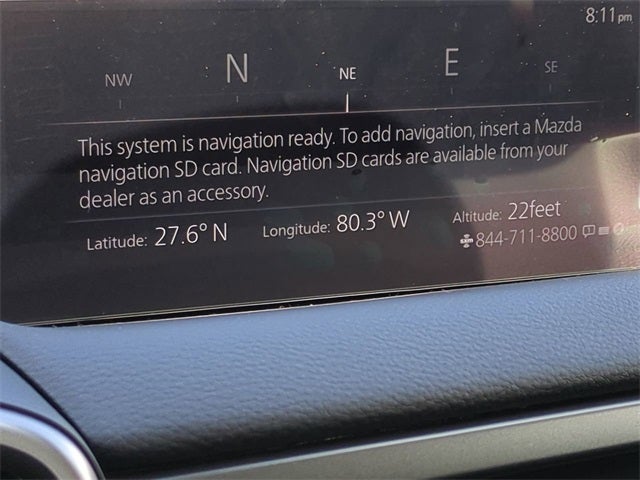 8:11pm
NW N NE E SE
This system is navigation ready. To add navigation, insert a Mazda
navigation SD card. Navigation SD cards are available from your
dealer as an accessory.
Latitude: 27.6° N Longitude: 80.3° W Altitude: 22feet
844-711-8800